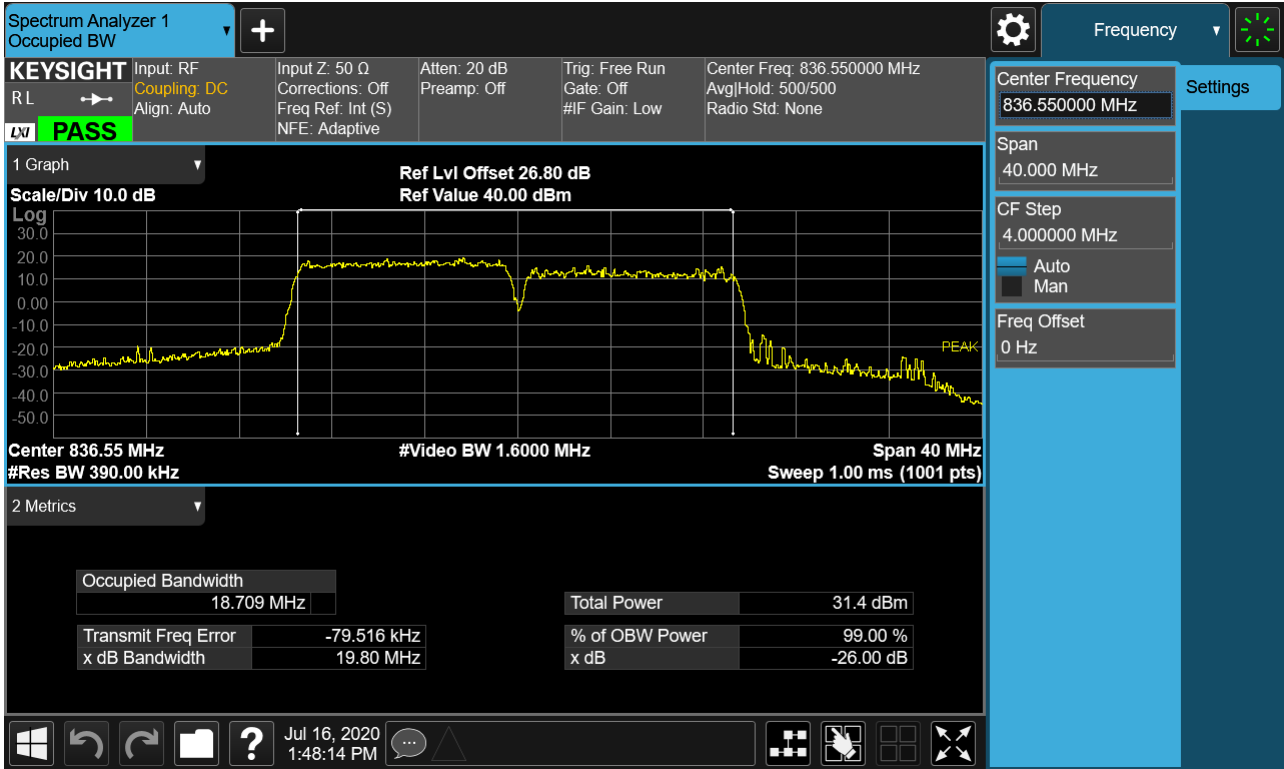 Spectrum Analyzer 1
Occupied BW
Frequency
KEYSIGHT
R L
LXI PASS
Input: RF
Coupling: DC
Align: Auto
Input Z: 50 Ω
Corrections: Off
Freq Ref: Int (S)
NFE: Adaptive
Atten: 20 dB
Preamp: Off
Trig: Free Run
Gate: Off
#IF Gain: Low
Center Freq: 836.550000 MHz
Avg|Hold: 500/500
Radio Std: None
Center Frequency
836.550000 MHz
Settings
Span
40.000 MHz
CF Step
4.000000 MHz
Auto
Man
Freq Offset
0 Hz
1 Graph
Ref Lvl Offset 26.80 dB
Scale/Div 10.0 dB
Ref Value 40.00 dBm
Log
30.0
20.0
10.0
0.00
-10.0
-20.0
-30.0
-40.0
-50.0
PEAK
Center 836.55 MHz
#Video BW 1.6000 MHz
Span 40 MHz
#Res BW 390.00 kHz
Sweep 1.00 ms (1001 pts)
2 Metrics
Occupied Bandwidth
18.709 MHz
Total Power 31.4 dBm
Transmit Freq Error -79.516 kHz
% of OBW Power 99.00 %
x dB Bandwidth 19.80 MHz
x dB -26.00 dB
?
Jul 16, 2020
1:48:14 PM